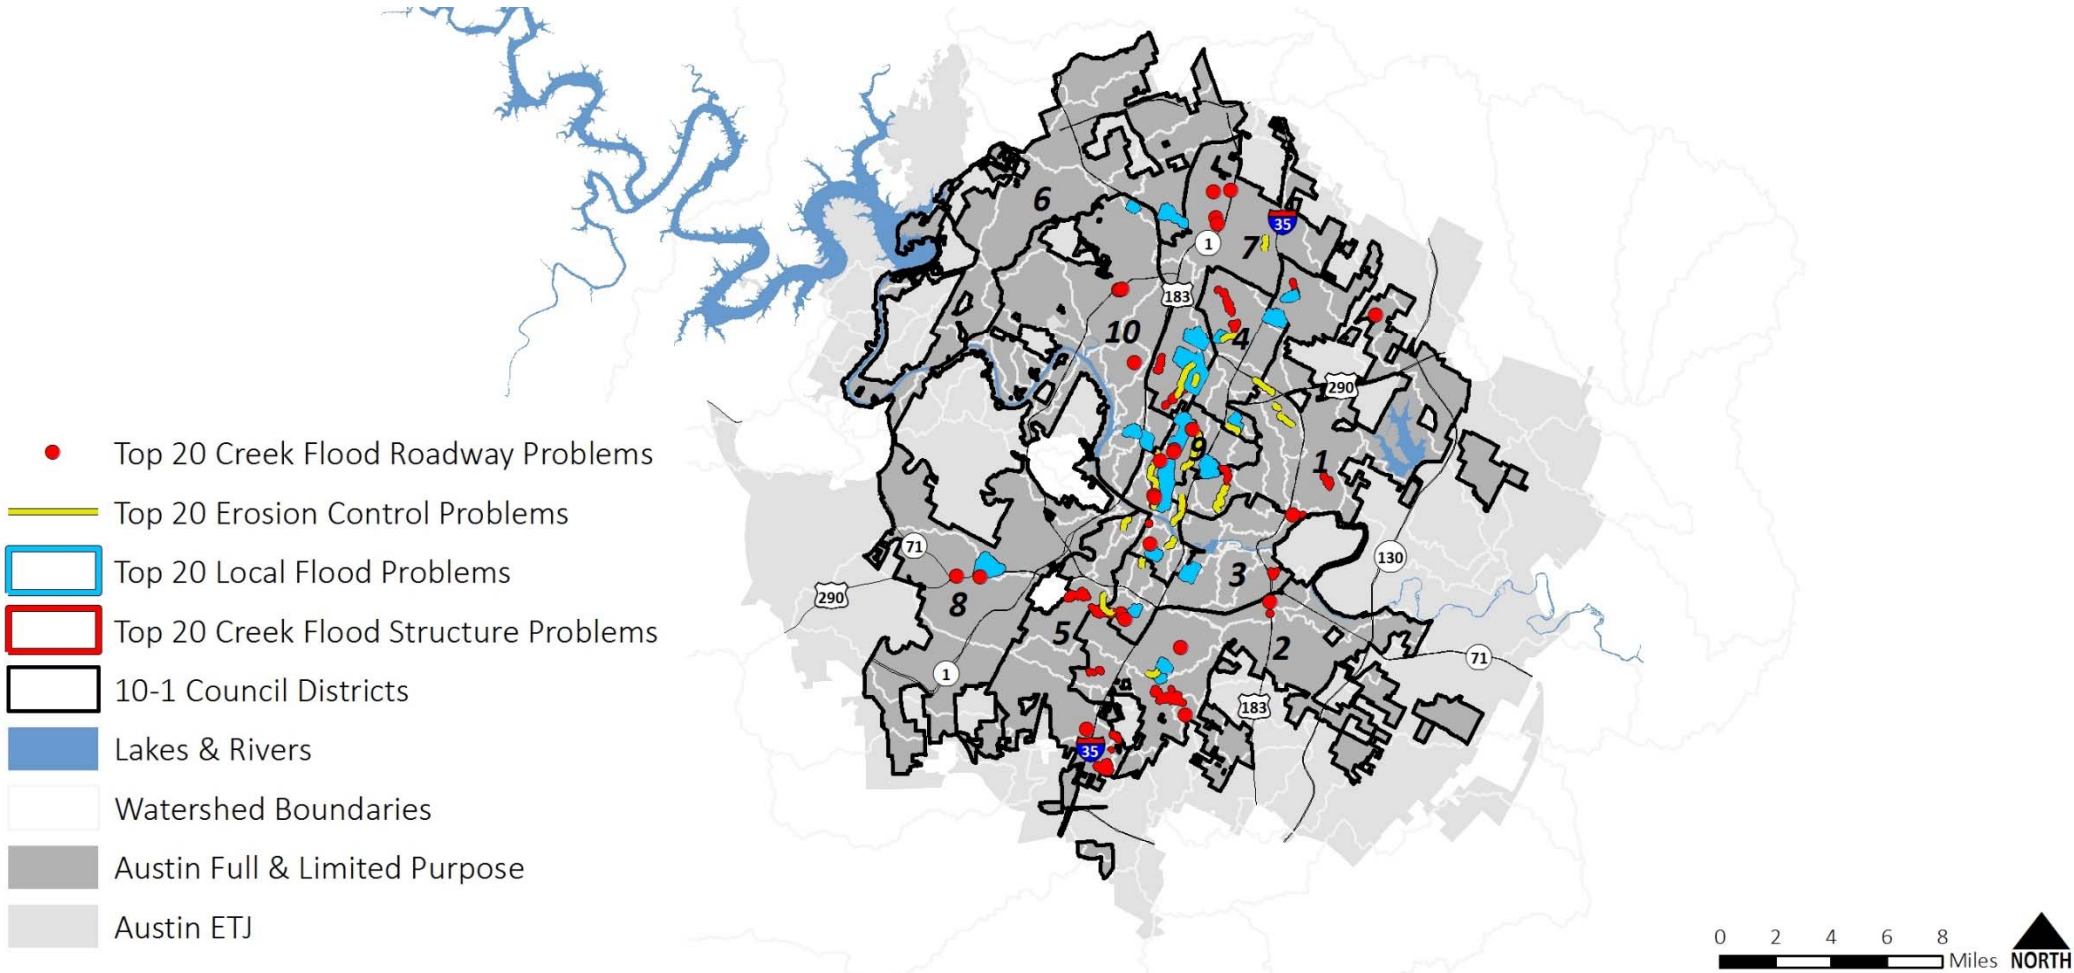 Top 20 Creek Flood Roadway Problems
Top 20 Erosion Control Problems
Top 20 Local Flood Problems
Top 20 Creek Flood Structure Problems
10-1 Council Districts
Lakes & Rivers
Watershed Boundaries
Austin Full & Limited Purpose
Austin ETJ
6
35
1
7
183
10
4
290
9
1
71
130
3
290
8
5
2
71
1
183
35
0 2 4 6 8
Miles
NORTH